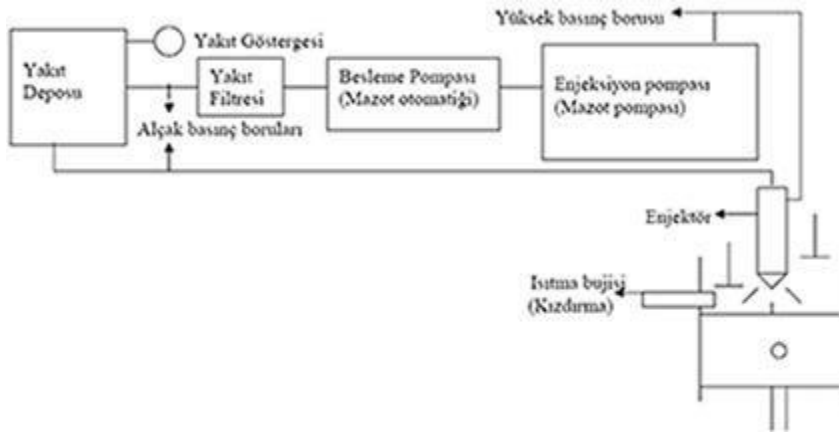 Yüksek basınç borusu
Yakıt Göstergesi
Yakıt
Deposu
Yakıt
Filtresi
Besleme Pompası
(Mazot otomatiği)
Enjeksiyon pompası
(Mazot pompası)
Alçak basınç boruları
Enjektör
Isıtma bujisi
(Kızdırma)